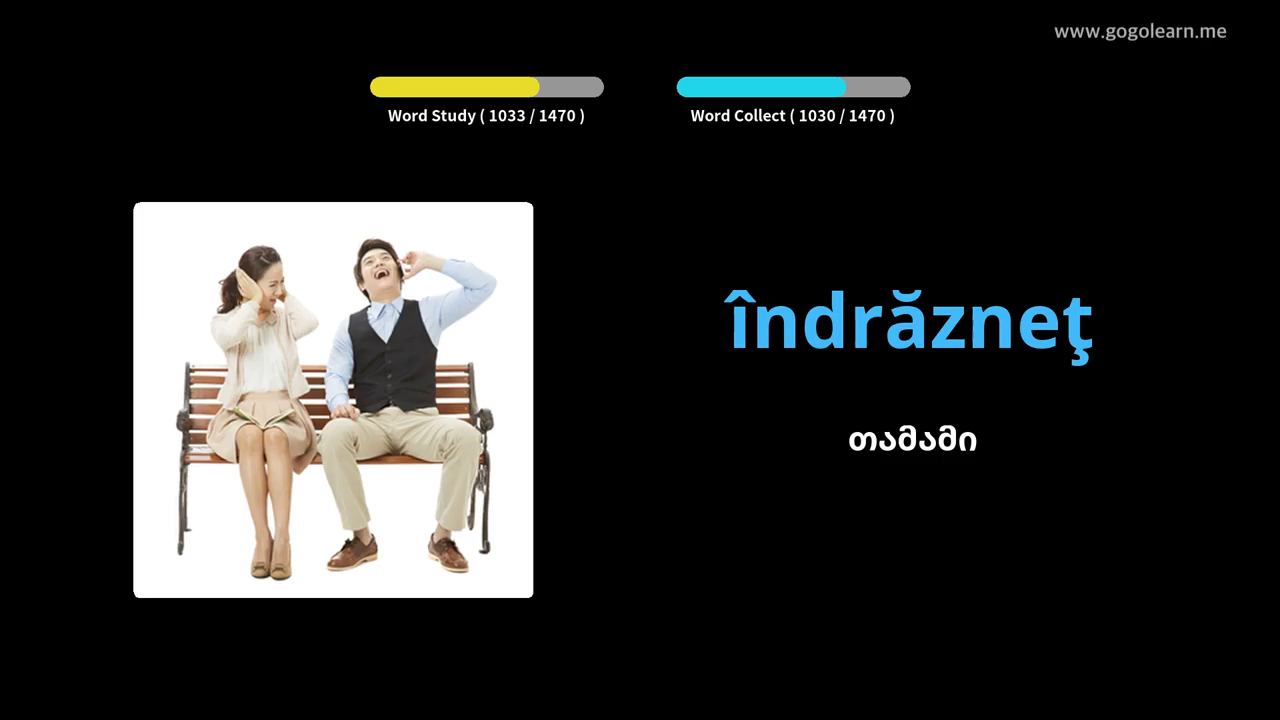 www.gogolearn.me
Word Study ( 1033 / 1470 )
Word Collect ( 1030 / 1470 )
îndrăzneţ
თამამი